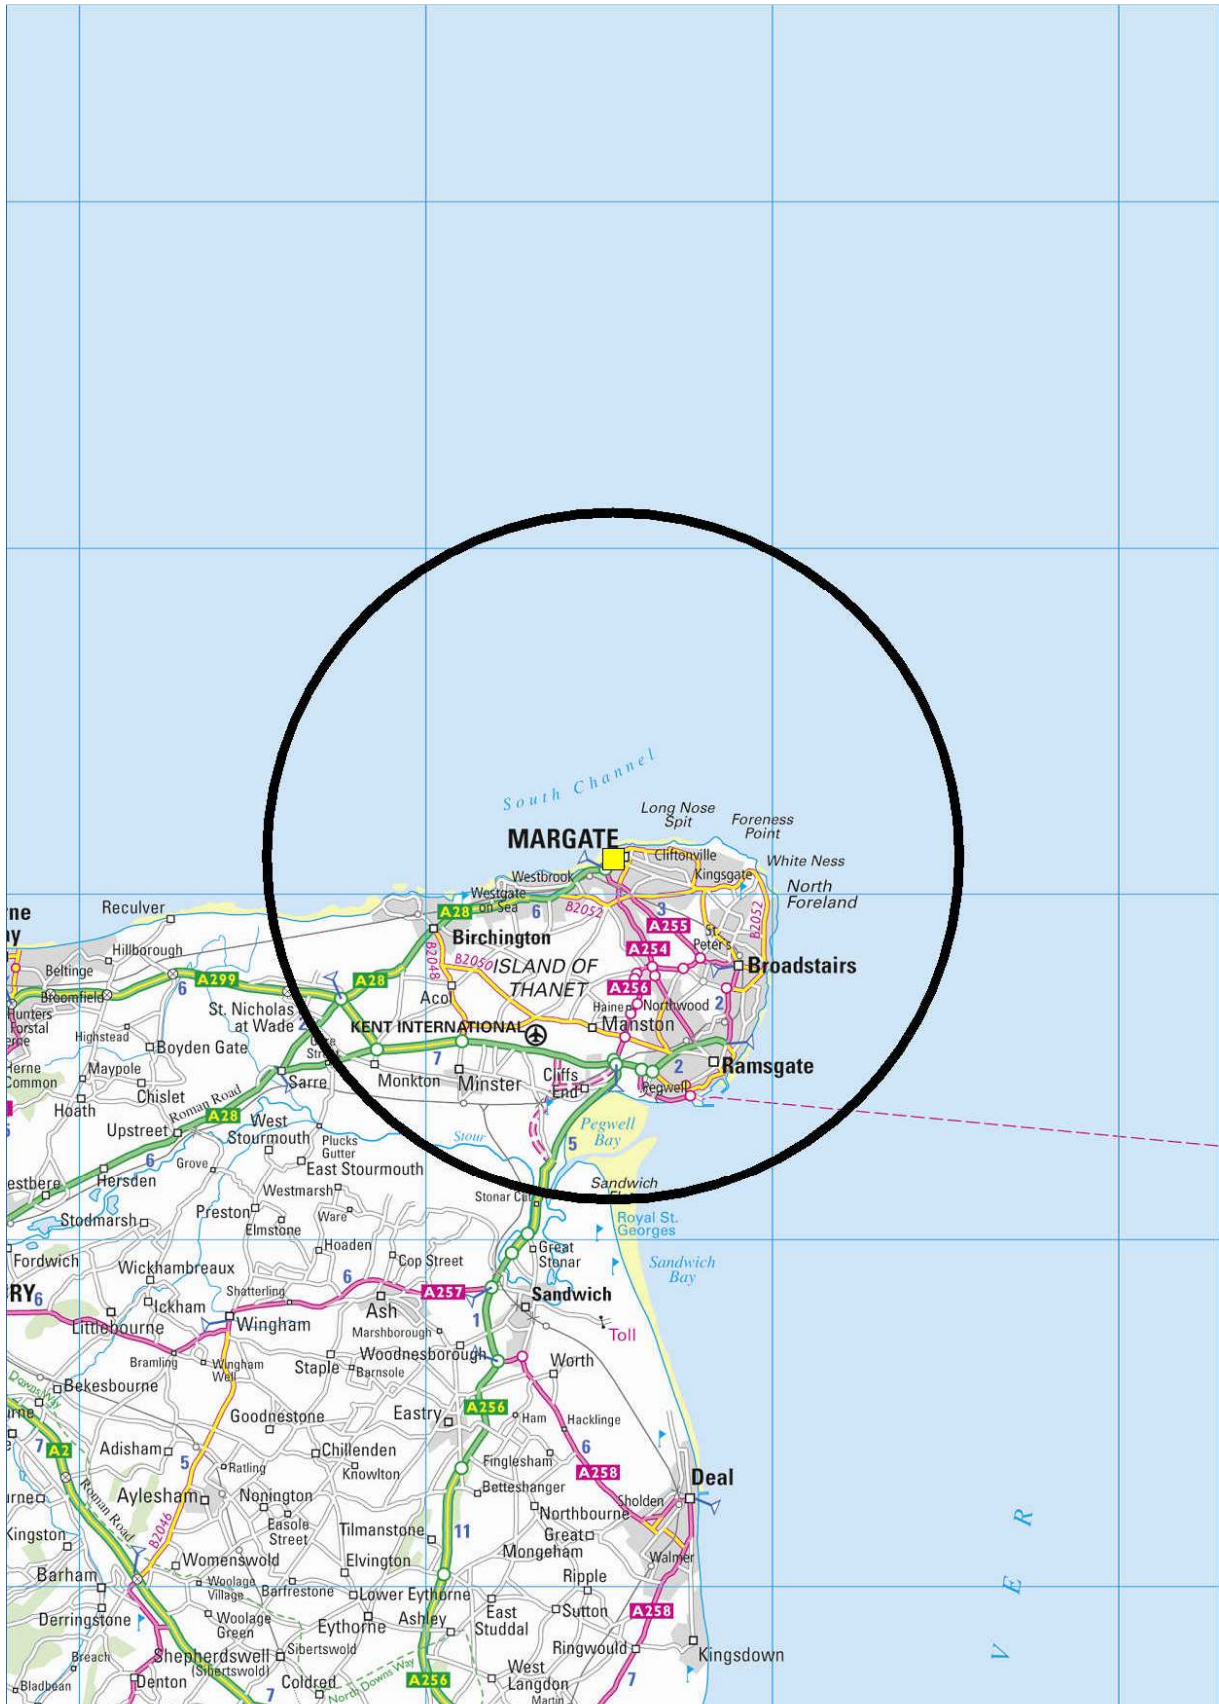 South Channel
Long Nose
Spit
Foreness
Point
MARGATE
Cliftonville
White Ness
Westbrook
Kingsgate
Westgate
on Sea
North
Foreland
6
B2052
3
B2052
A28
A255
St.
Peter's
ne
ay
Reculver
Birchington
A254
Hillborough
B2048
B2050
ISLAND OF
THANET
Broadstairs
Beltinge
A299
A28
A256
6
Broomfield
Acol
Haine
Northwood
2
Hunters
Forstal
St. Nicholas
at Wade
2
KENT INTERNATIONAL
Manston
Highstead
Boyden Gate
7
2
Ramsgate
Herne
Common
Maypole
Sarre
Monkton
Minster
Cliffs
End
Pegwell
Chislet
Hoath
Roman Road
A28
West
Stourmouth
Plucks
Gutter
Stour
5
Pegwell
Bay
Upstreet
6
Grove
East Stourmouth
Hersden
estbere
Westmarsh
Stonar Cut
Sandwich
Preston
Ware
Stodmarsh
Elmstone
Royal St.
Georges
Hoaden
Great
Stonar
Fordwich
Cop Street
Sandwich
Bay
Wickhambreaux
6
RY
6
Shatterling
A257
Sandwich
Ickham
Ash
1
Littlebourne
Wingham
Marshborough
Toll
Woodnesborough
Bramling
Wingham
Well
Staple
Barnsole
Worth
Downs Way
Bekesbourne
A256
Goodnestone
Eastry
Ham
Hacklinge
7
A2
Adisham
5
Chillenden
6
Ratling
Knowlton
Finglesham
A258
Deal
Roman Road
Aylesham
Nonington
Betteshanger
Sholden
Northbourne
Kingston
B2046
Easole
Street
Tilmanstone
11
Great
Mongeham
Womenswold
Elvington
Walmer
Barham
Woolage
Village
Barfrestone
Lower Eythorne
Ripple
Derringstone
Woolage
Green
Eythorne
Ashley
East
Studdal
Sutton
A258
Shepherdswell
(Sibertswold)
Sibertswold
Ringwould
Kingsdown
Breach
Denton
Coldred
North Downs Way
A256
West
Langdon
7
Bladbean
7
Martin
V E R